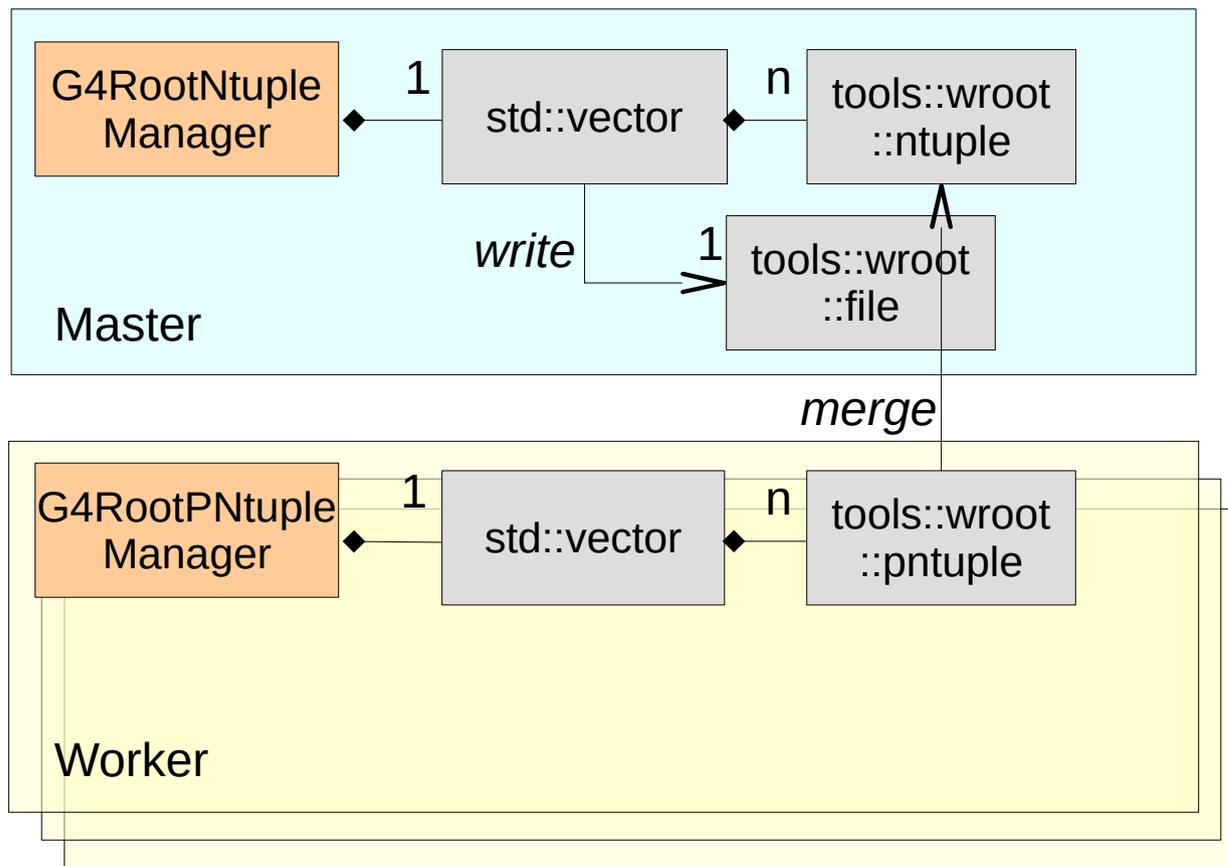 G4RootNtuple
Manager
1
std::vector
n
tools::wroot
::ntuple
write
1
tools::wroot
::file
Master
merge
G4RootPNtuple
Manager
1
std::vector
n
tools::wroot
::pntuple
Worker